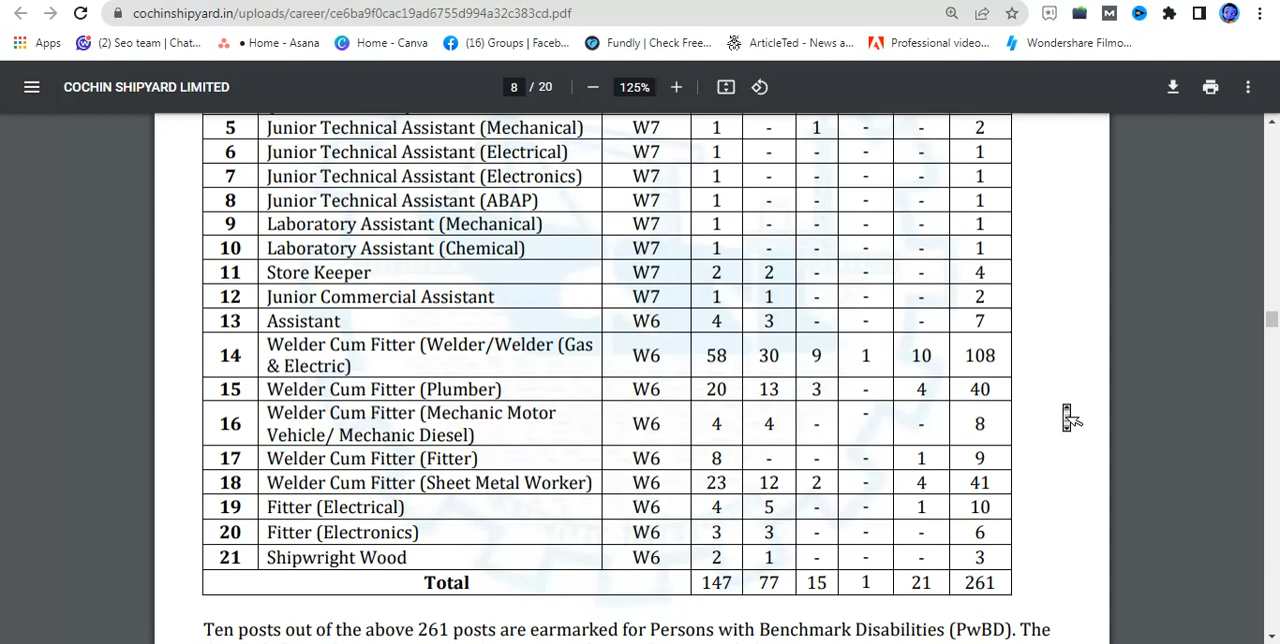 cochinshipyard.in/uploads/career/ce6ba9f0cac19ad6755d994a32c383cd.pdf
Apps (2) Seo team | Chat... • Home - Asana Home - Canva (16) Groups | Faceb... Fundly | Check Free... ArticleTed - News a... Professional video... Wondershare Filmo...
COCHIN SHIPYARD LIMITED 8 / 20 − 125% +
5 Junior Technical Assistant (Mechanical) W7 1 - 1 - - 2
6 Junior Technical Assistant (Electrical) W7 1 - - - - 1
7 Junior Technical Assistant (Electronics) W7 1 - - - - 1
8 Junior Technical Assistant (ABAP) W7 1 - - - - 1
9 Laboratory Assistant (Mechanical) W7 1 - - - - 1
10 Laboratory Assistant (Chemical) W7 1 - - - - 1
11 Store Keeper W7 2 2 - - - 4
12 Junior Commercial Assistant W7 1 1 - - - 2
13 Assistant W6 4 3 - - - 7
14 Welder Cum Fitter (Welder/Welder (Gas
& Electric) W6 58 30 9 1 10 108
15 Welder Cum Fitter (Plumber) W6 20 13 3 - 4 40
16 Welder Cum Fitter (Mechanic Motor
Vehicle/ Mechanic Diesel) W6 4 4 - - - 8
17 Welder Cum Fitter (Fitter) W6 8 - - - 1 9
18 Welder Cum Fitter (Sheet Metal Worker) W6 23 12 2 - 4 41
19 Fitter (Electrical) W6 4 5 - - 1 10
20 Fitter (Electronics) W6 3 3 - - - 6
21 Shipwright Wood W6 2 1 - - - 3
Total 147 77 15 1 21 261
Ten posts out of the above 261 posts are earmarked for Persons with Benchmark Disabilities (PwBD). The